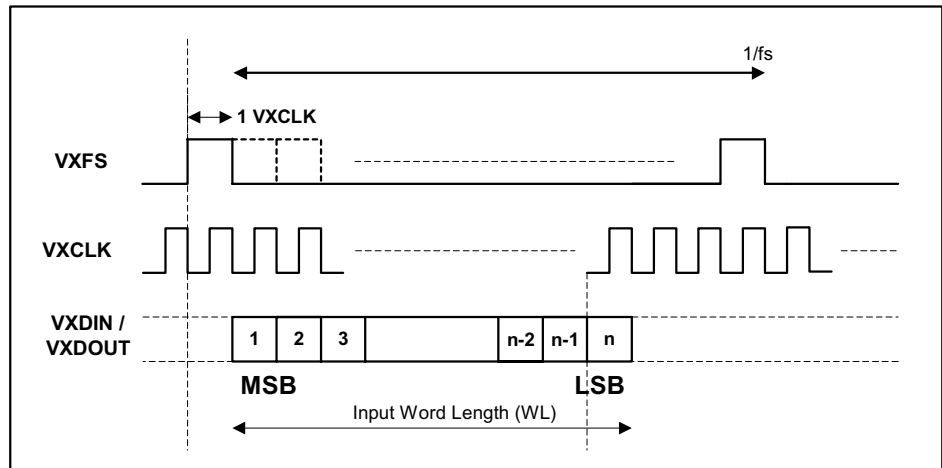 1/fs
1 VXCLK
VXFS
VXCLK
VXDIN /
VXDOUT
1 2 3 n-2 n-1 n
MSB LSB
Input Word Length (WL)